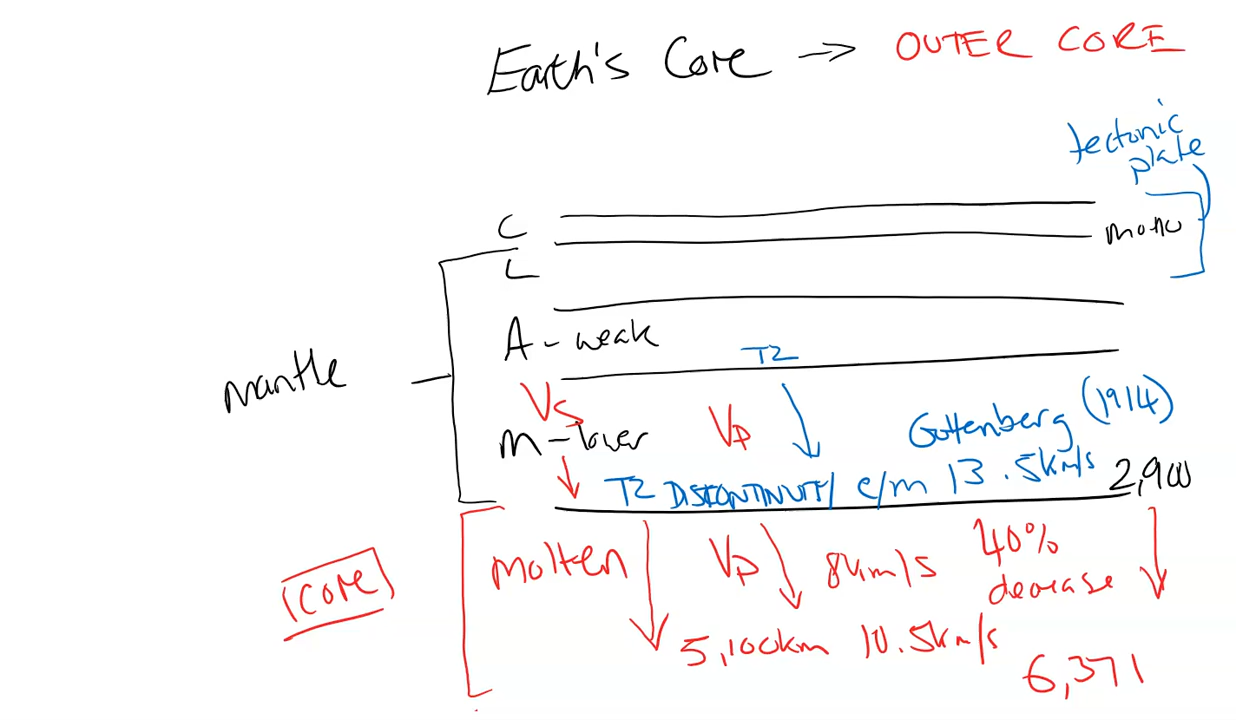 Earth's Core → OUTER CORE
tectonic
plate
C
moho
L
A - weak
T2
mantle
Vs
Vp
Guttenberg (1914)
m - lower
T2 DISCONTINUITY c/m 13.5km/s 2,900
molten
Vp
8km/s
40%
decrease
core
5,100km 10.5km/s
6,371